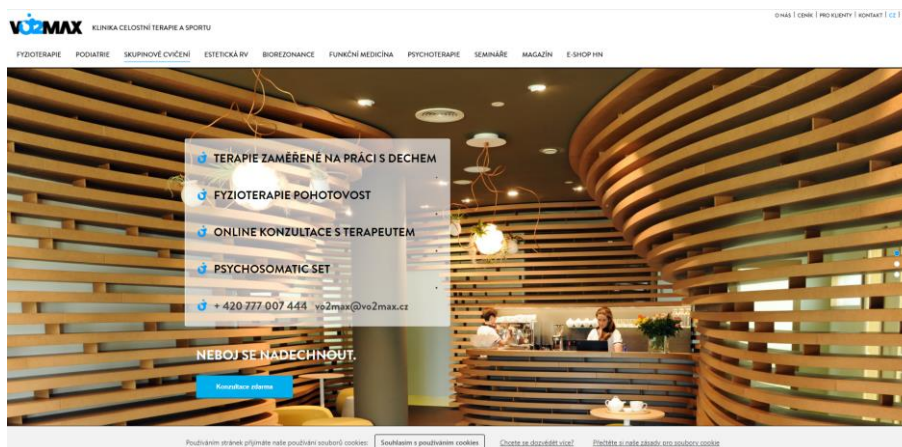 O NÁS | CENÍK | PRO KLIENTY | KONTAKT | CZ |
VO2MAX KLINIKA CELOSTNÍ TERAPIE A SPORTU
FYZIOTERAPIE PODIATRIE SKUPINOVÉ CVIČENÍ ESTETICKÁ RV BIOREZONANCE FUNKČNÍ MEDICÍNA PSYCHOTERAPIE SEMINÁŘE MAGAZÍN E-SHOP HN
TERAPIE ZAMĚŘENÉ NA PRÁCI S DECHEM
FYZIOTERAPIE POHOTOVOST
ONLINE KONZULTACE S TERAPEUTEM
PSYCHOSOMATIC SET
+ 420 777 007 444 vo2max@vo2max.cz
NEBOJ SE NADECHNOUT.
Konzultace zdarma
Používáním stránek přijímáte naše používání souborů cookies: Souhlasím s používáním cookies Chcete se dozvědět více? Přečtěte si naše zásady pro soubory cookie